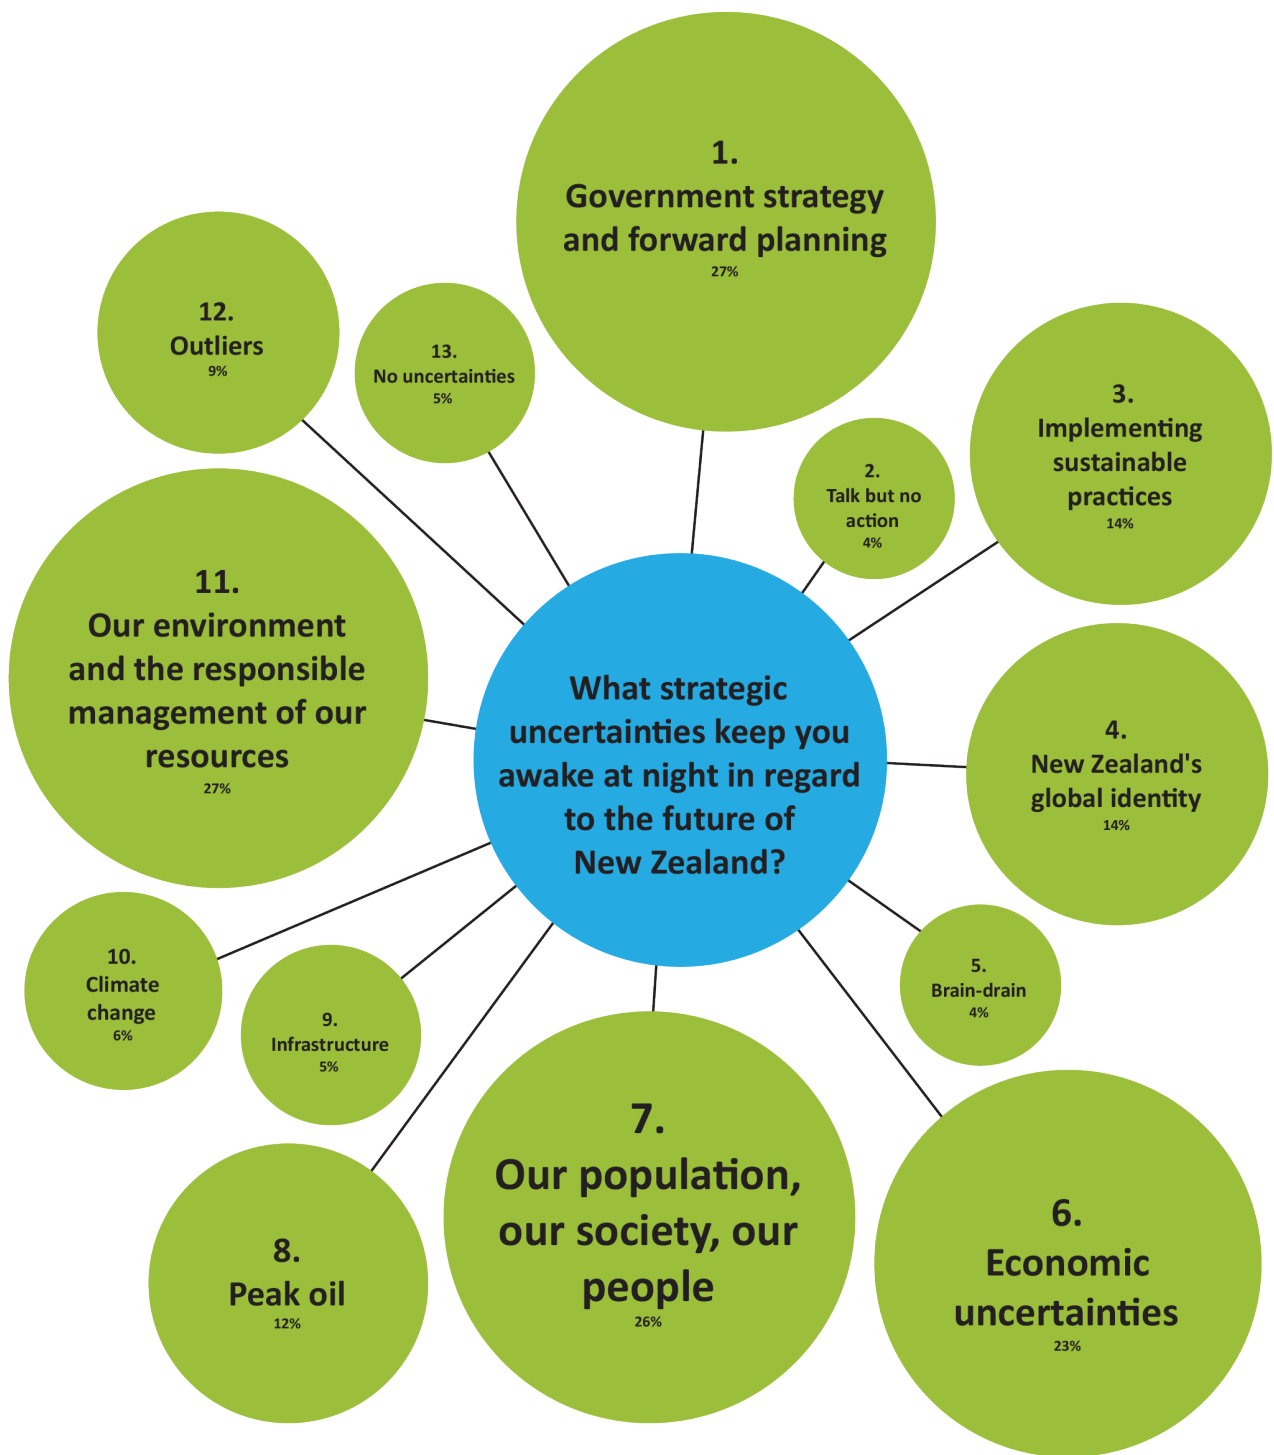 1.
Government strategy
and forward planning
27%
2.
Talk but no
action
4%
3.
Implementing
sustainable
practices
14%
4.
New Zealand's
global identity
14%
5.
Brain-drain
4%
6.
Economic
uncertainties
23%
7.
Our population,
our society, our
people
26%
8.
Peak oil
12%
9.
Infrastructure
5%
10.
Climate
change
6%
11.
Our environment
and the responsible
management of our
resources
27%
12.
Outliers
9%
13.
No uncertainties
5%
What strategic
uncertainties keep you
awake at night in regard
to the future of
New Zealand?